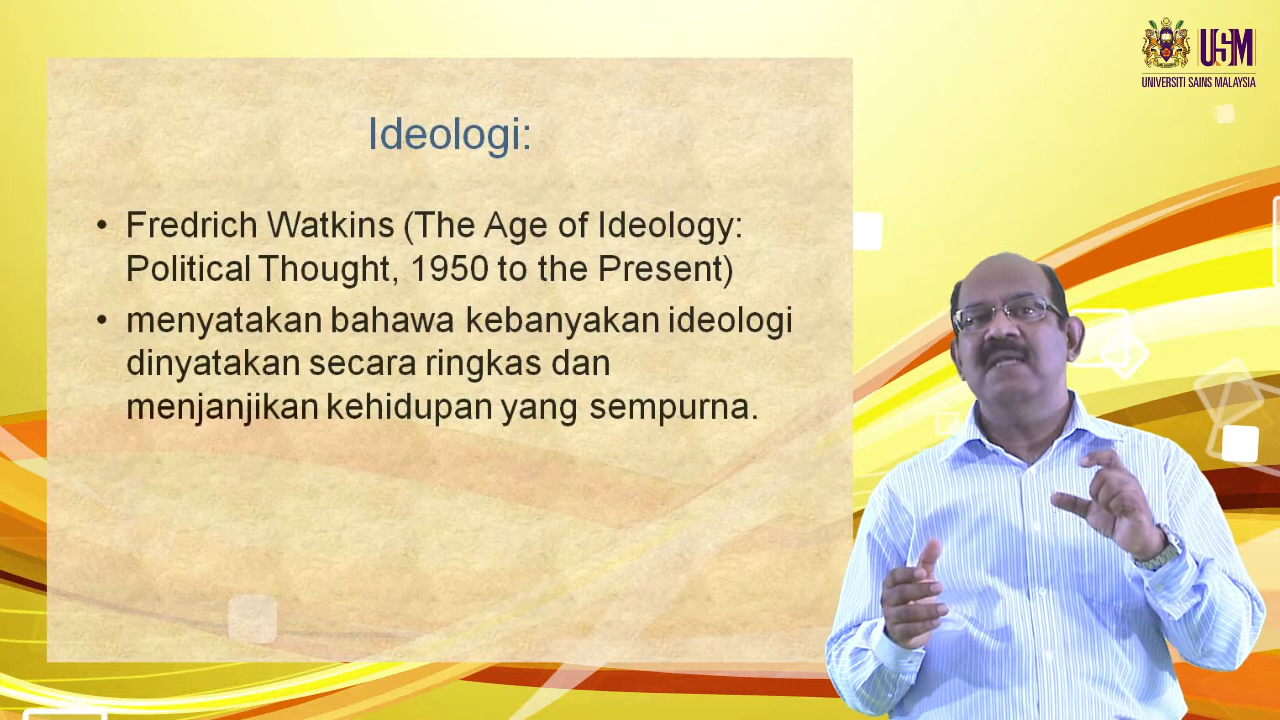 USM
UNIVERSITI SAINS MALAYSIA
Ideologi:
• Fredrich Watkins (The Age of Ideology:
Political Thought, 1950 to the Present)
• menyatakan bahawa kebanyakan ideologi
dinyatakan secara ringkas dan
menjanjikan kehidupan yang sempurna.